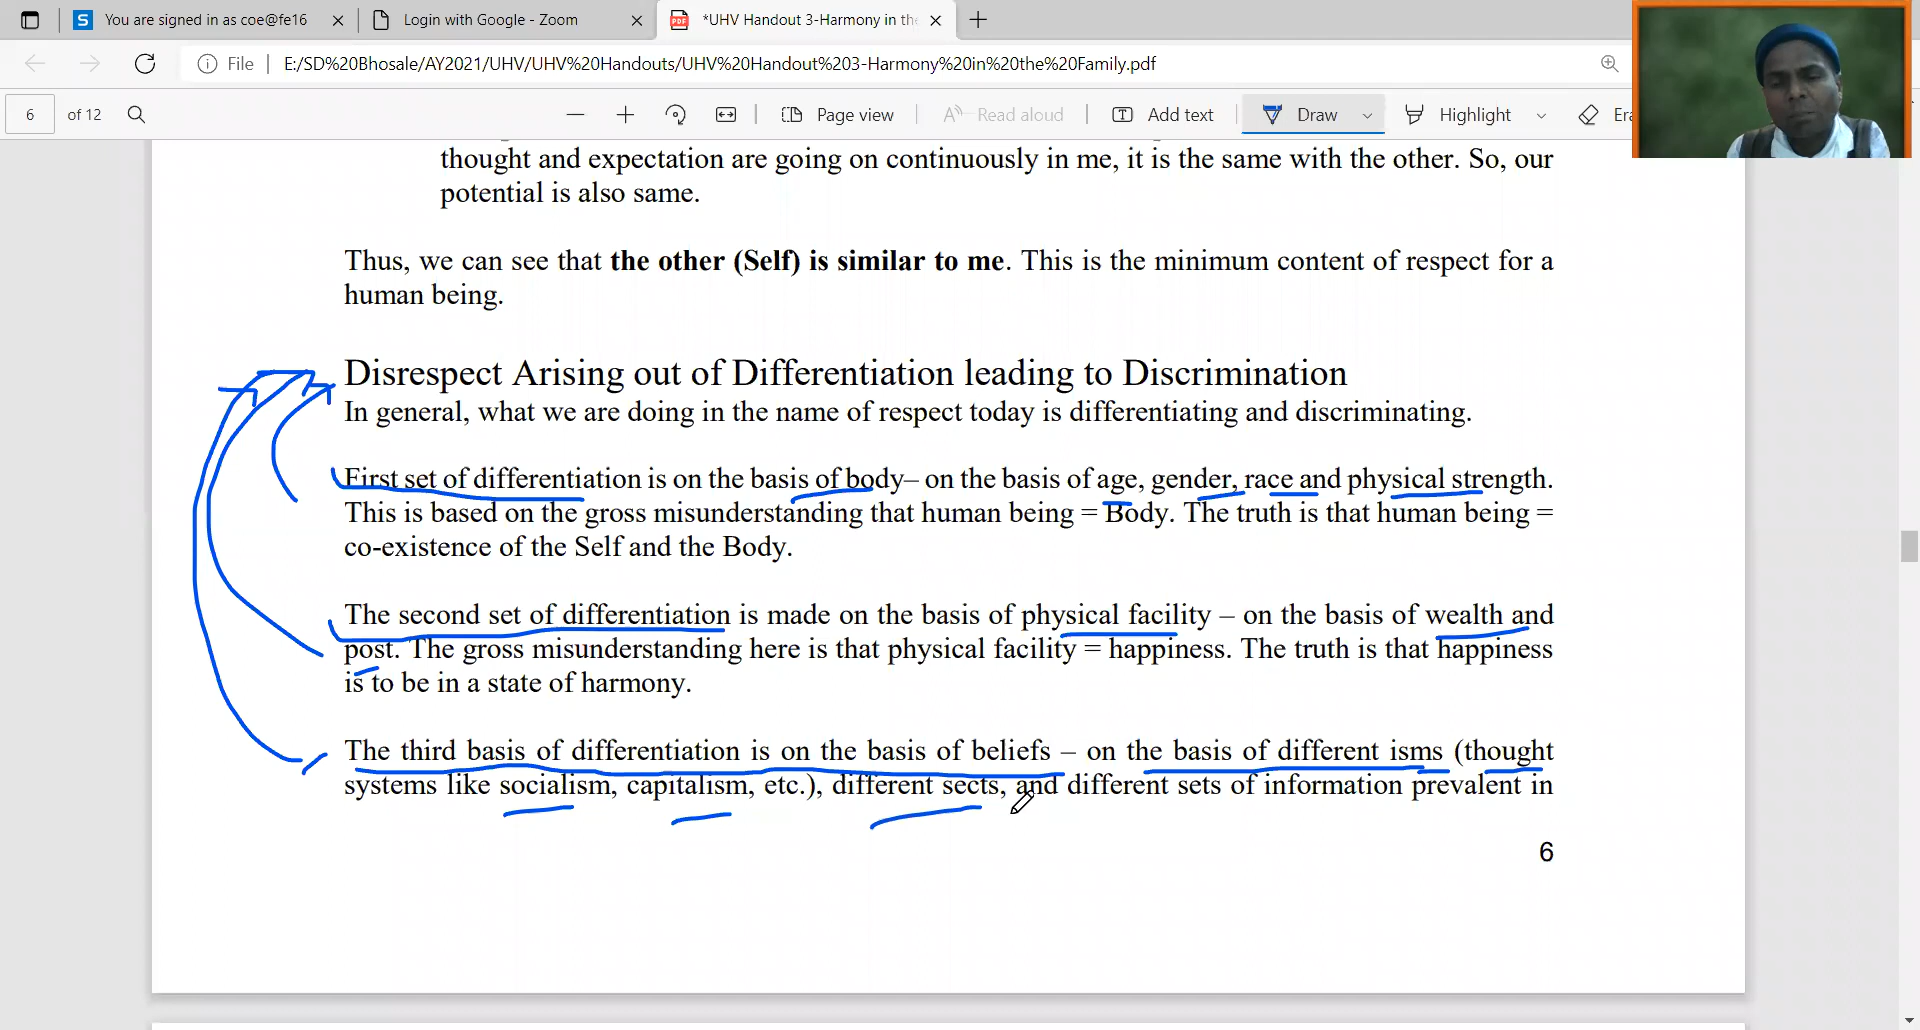 You are signed in as coe@fe16
Login with Google - Zoom
*UHV Handout 3-Harmony in the
File
E:/SD%20Bhosale/AY2021/UHV/UHV%20Handouts/UHV%20Handout%203-Harmony%20in%20the%20Family.pdf
6 of 12
Page view
Read aloud
Add text
Draw
Highlight
Era
thought and expectation are going on continuously in me, it is the same with the other. So, our
potential is also same.
Thus, we can see that the other (Self) is similar to me. This is the minimum content of respect for a
human being.
Disrespect Arising out of Differentiation leading to Discrimination
In general, what we are doing in the name of respect today is differentiating and discriminating.
First set of differentiation is on the basis of body– on the basis of age, gender, race and physical strength.
This is based on the gross misunderstanding that human being = Body. The truth is that human being =
co-existence of the Self and the Body.
The second set of differentiation is made on the basis of physical facility – on the basis of wealth and
post. The gross misunderstanding here is that physical facility = happiness. The truth is that happiness
is to be in a state of harmony.
The third basis of differentiation is on the basis of beliefs – on the basis of different isms (thought
systems like socialism, capitalism, etc.), different sects, and different sets of information prevalent in
6